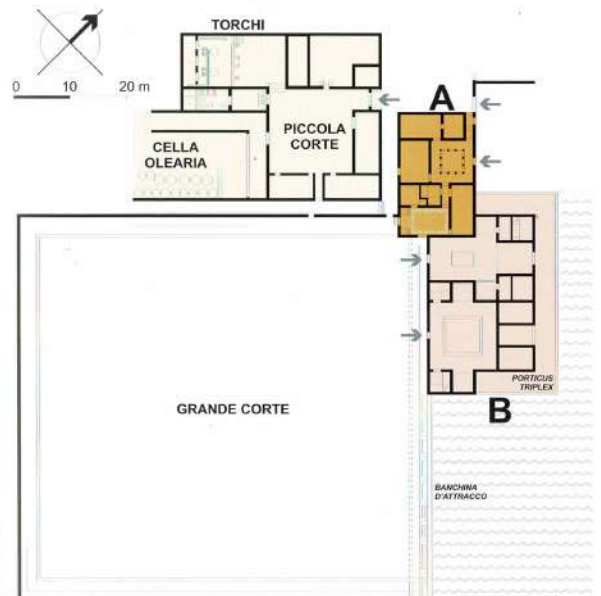 TORCHI
0 10 20 m
A
PICCOLA
CORTE
CELLA
OLEARIA
PORTICUS
TRIPLEX
B
GRANDE CORTE
BANCHINA
D'ATTRACCO